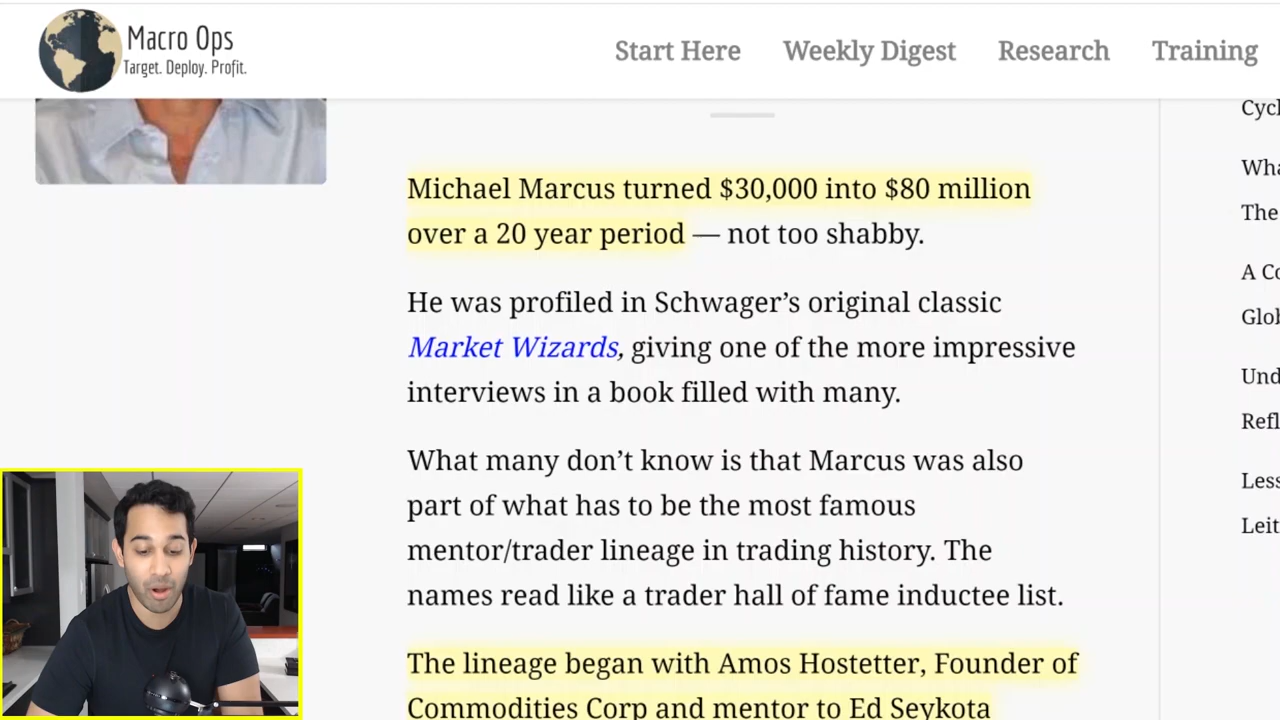 Macro Ops
Target. Deploy. Profit.
Start Here
Weekly Digest
Research
Training
Michael Marcus turned $30,000 into $80 million
over a 20 year period — not too shabby.
He was profiled in Schwager’s original classic
Market Wizards, giving one of the more impressive
interviews in a book filled with many.
What many don’t know is that Marcus was also
part of what has to be the most famous
mentor/trader lineage in trading history. The
names read like a trader hall of fame inductee list.
The lineage began with Amos Hostetter, Founder of
Commodities Corp and mentor to Ed Seykota
Cycl
Wha
The
A Co
Glob
Und
Refl
Less
Leit